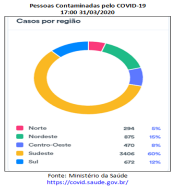 Pessoas Contaminadas pelo COVID-19
17:00 31/03/2020
Casos por região
Norte 294 5%
Nordeste 875 15%
Centro-Oeste 470 8%
Sudeste 3406 60%
Sul 672 12%
Fonte: Ministério da Saúde
https://covid.saude.gov.br/